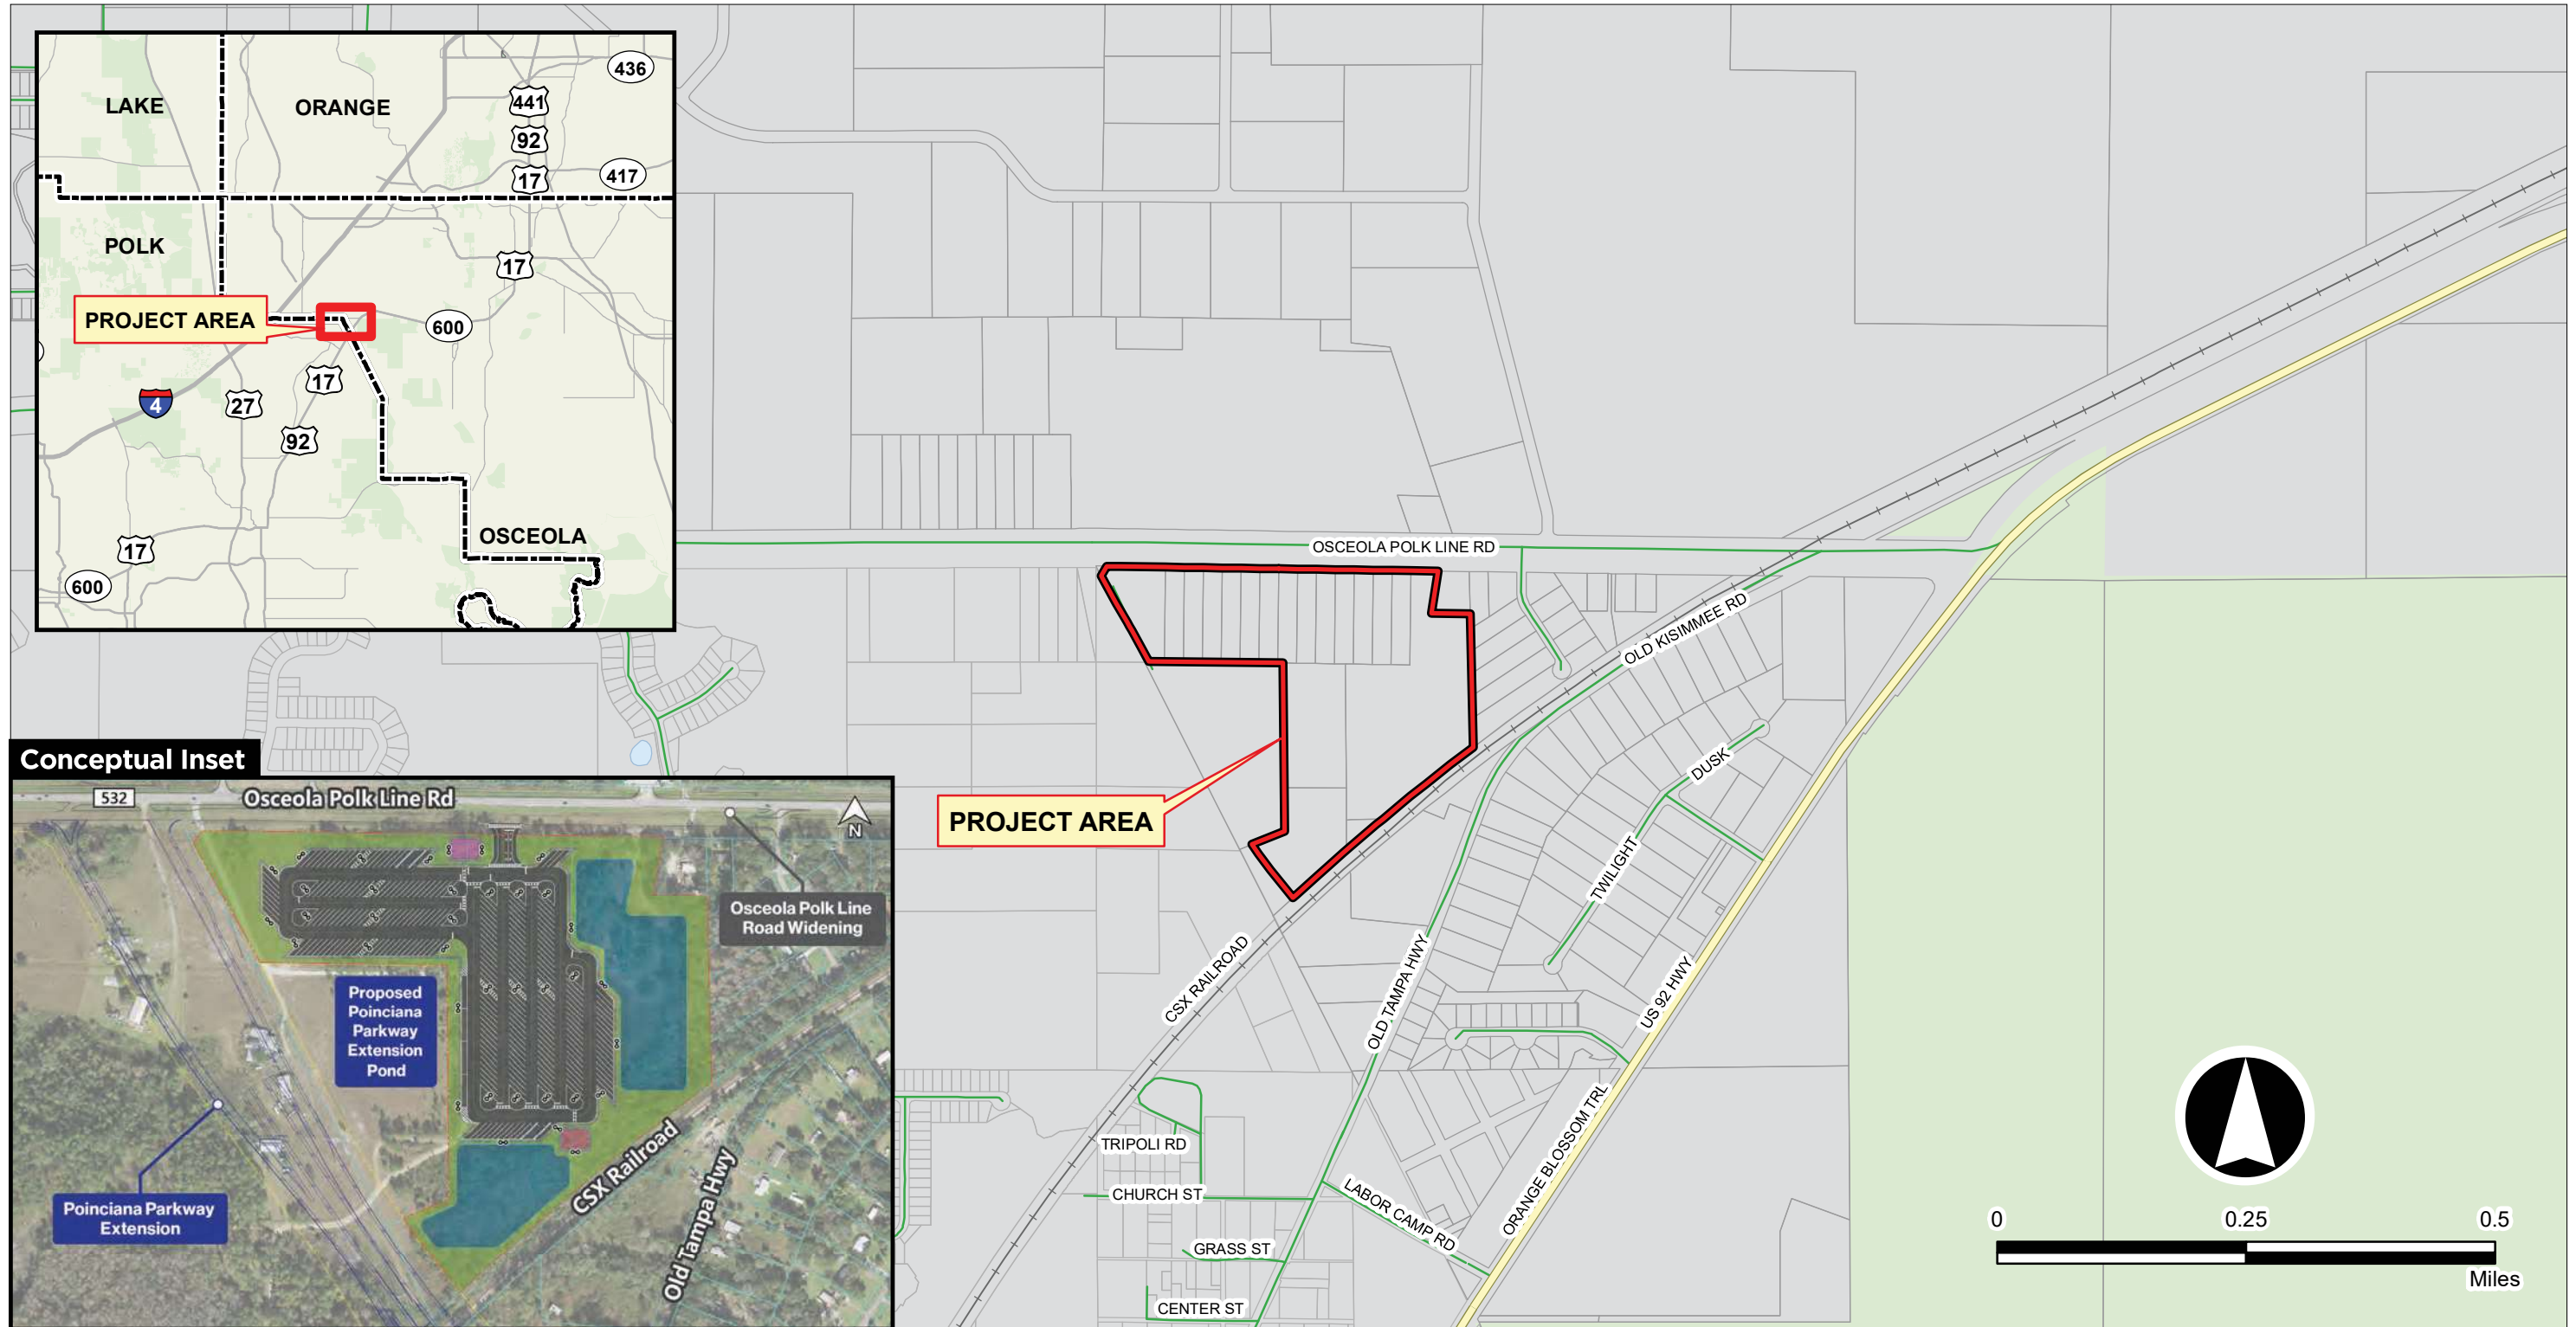 LAKE
ORANGE
436
441
92
17
417
POLK
17
PROJECT AREA
600
17
4
27
92
OSCEOLA
17
600
OSCEOLA POLK LINE RD
OLD KISIMMEE RD
PROJECT AREA
DUSK
TWILIGHT
CSX RAILROAD
OLD TAMPA HWY
US 92 HWY
ORANGE BLOSSOM TRL
TRIPOLI RD
CHURCH ST
LABOR CAMP RD
GRASS ST
CENTER ST
0
0.25
0.5
Miles
Conceptual Inset
532
Osceola Polk Line Rd
N
Osceola Polk Line
Road Widening
Proposed
Poinciana
Parkway
Extension
Pond
Poinciana Parkway
Extension
CSX Railroad
Old Tampa Hwy